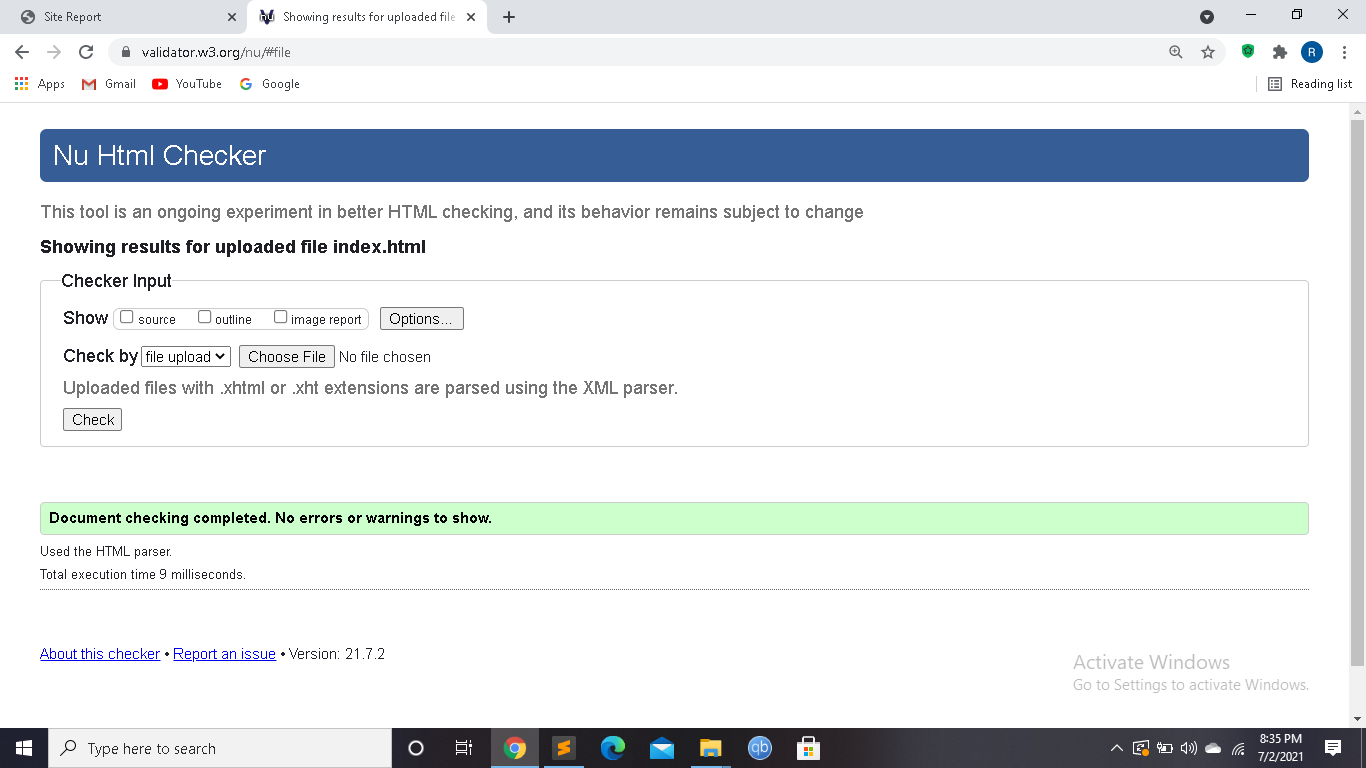 Site Report
Showing results for uploaded file
validator.w3.org/nu/#file
R
Apps
Gmail
YouTube
Google
Reading list
Nu Html Checker
This tool is an ongoing experiment in better HTML checking, and its behavior remains subject to change
Showing results for uploaded file index.html
Checker Input
Show source outline image report Options...
Check by file upload Choose File No file chosen
Uploaded files with .xhtml or .xht extensions are parsed using the XML parser.
Check
Document checking completed. No errors or warnings to show.
Used the HTML parser.
Total execution time 9 milliseconds.
About this checker • Report an issue • Version: 21.7.2
Activate Windows
Go to Settings to activate Windows.
Type here to search
qb
8:35 PM
7/2/2021